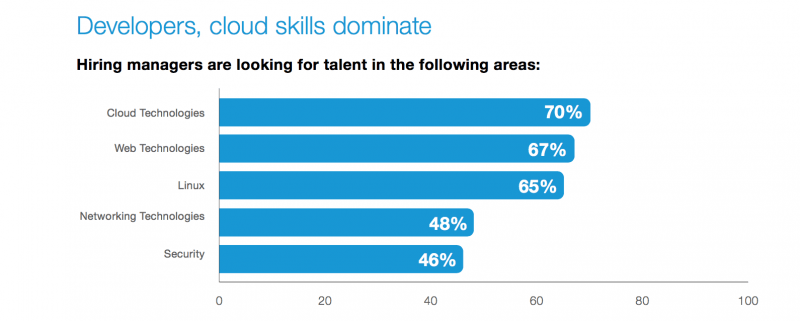 Developers, cloud skills dominate
Hiring managers are looking for talent in the following areas:
Cloud Technologies 70%
Web Technologies 67%
Linux 65%
Networking Technologies 48%
Security 46%
0 20 40 60 80 100